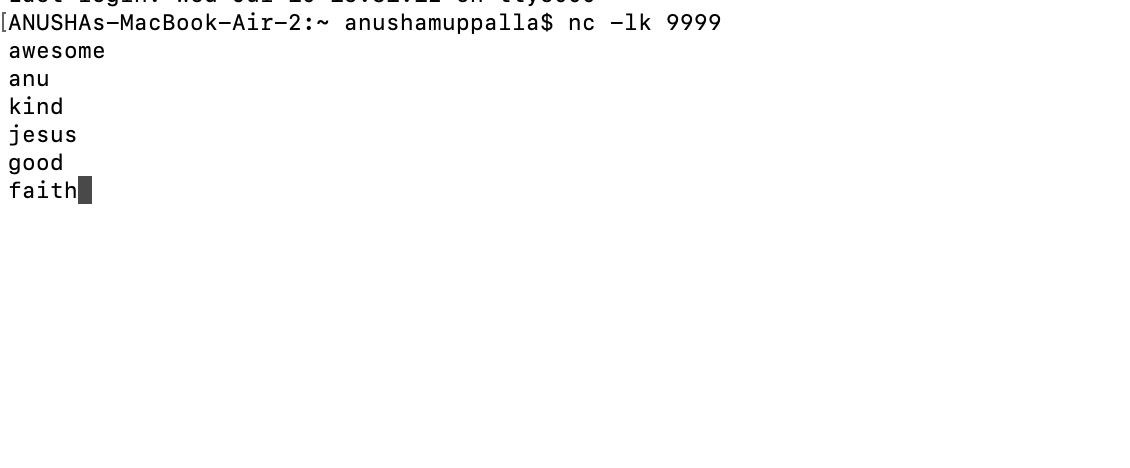 [ANUSHAs-MacBook-Air-2:~ anushamuppalla$ nc -lk 9999
awesome
anu
kind
jesus
good
faith